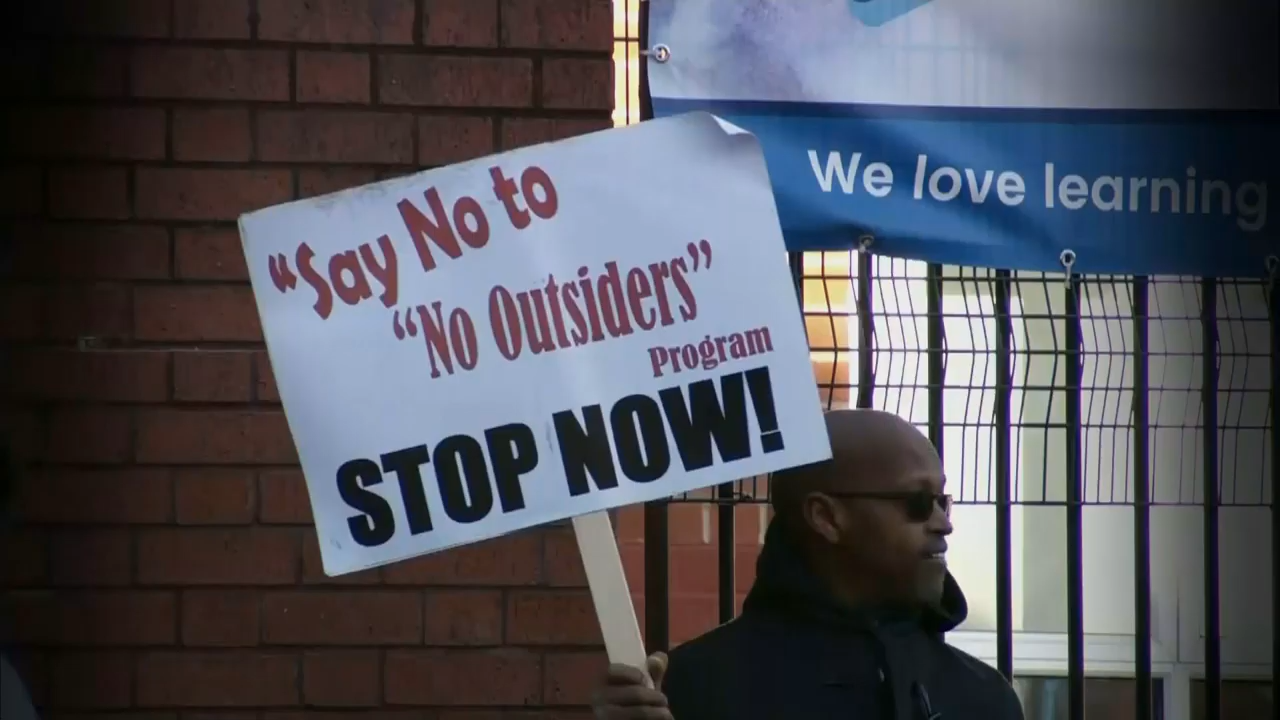 “Say No to
“No Outsiders”
Program
STOP NOW!
We love learning